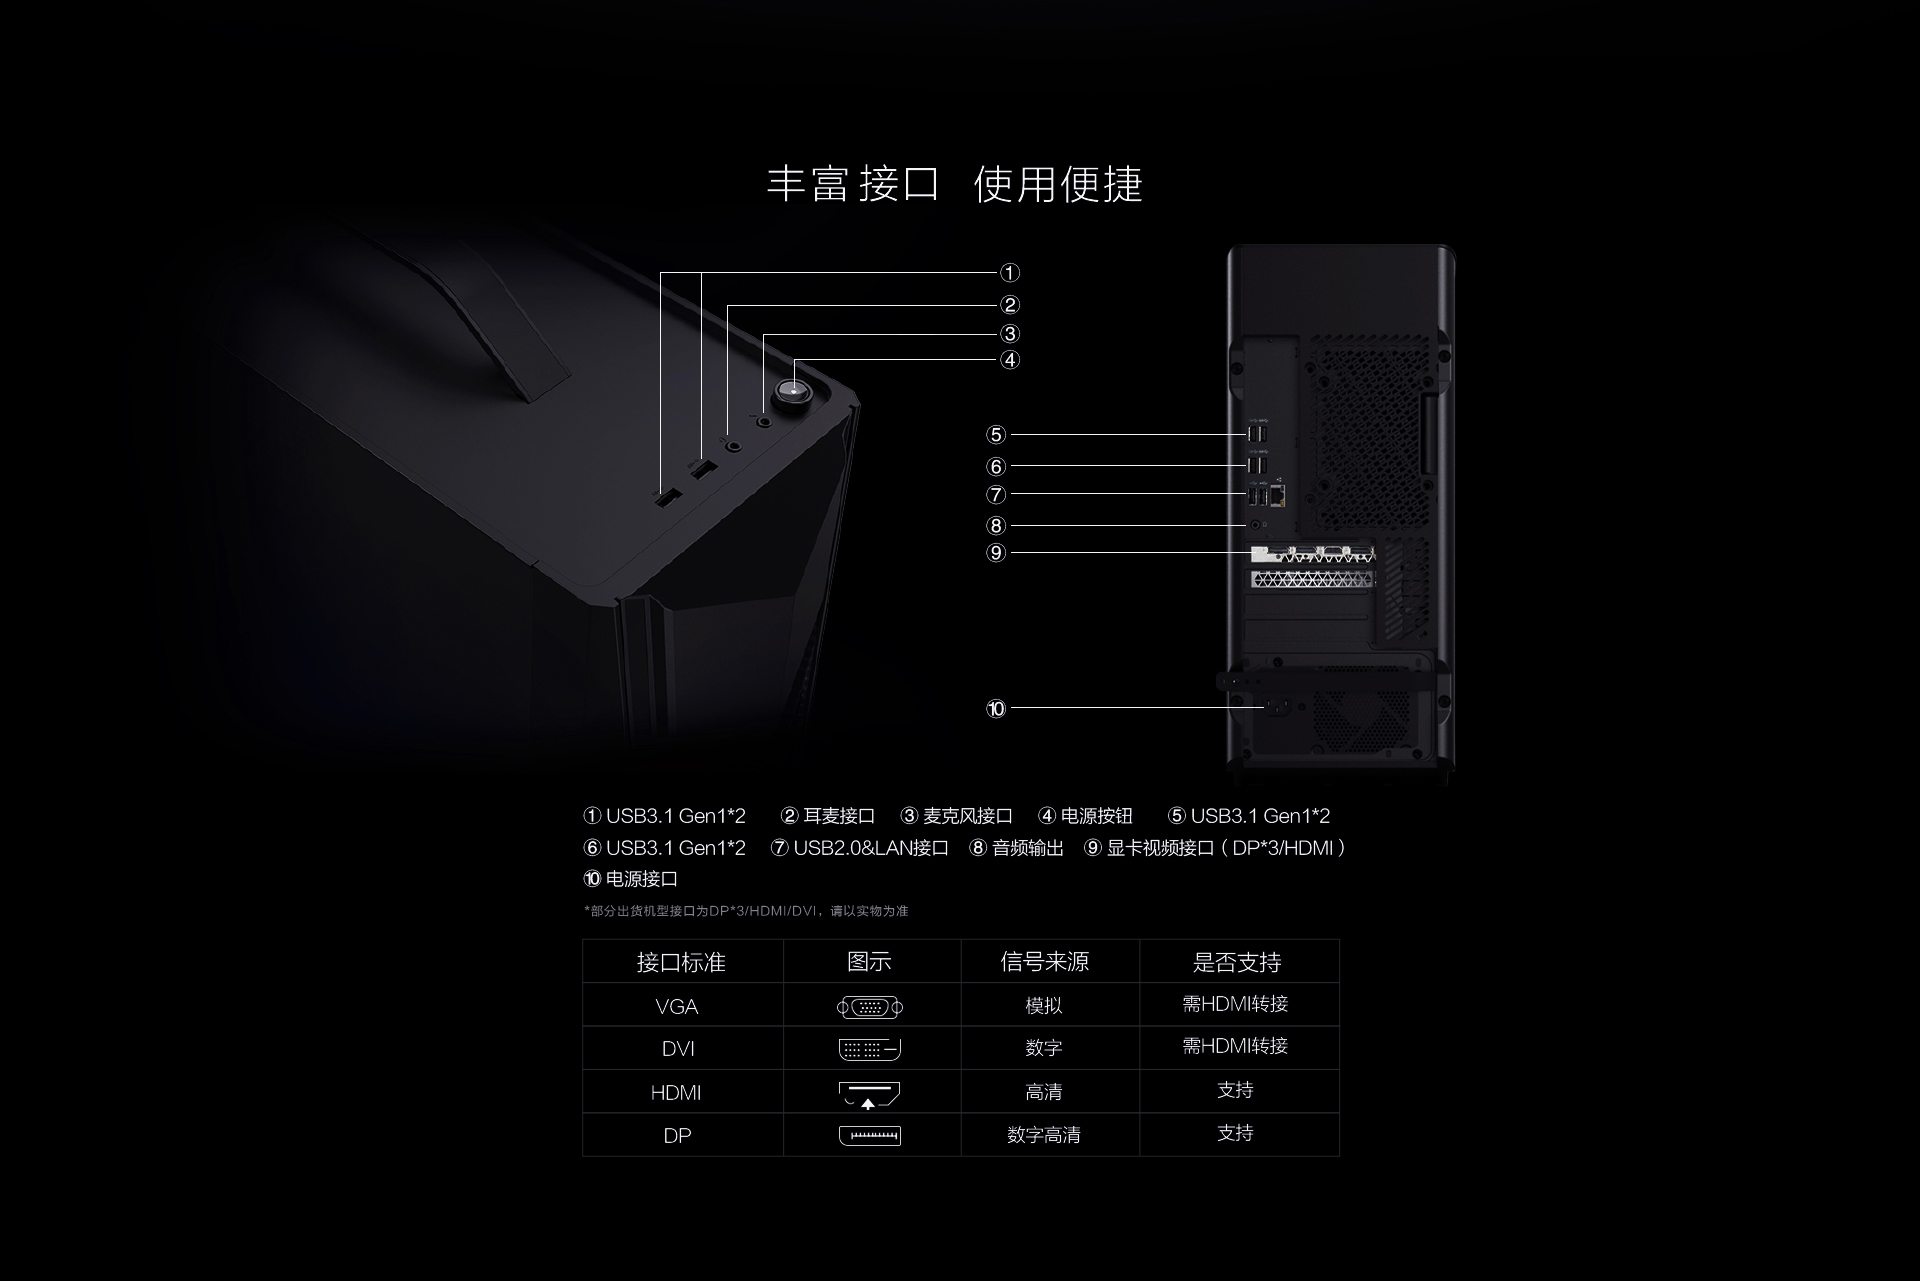 丰富接口 使用便捷
①
②
③
④
⑤
⑥
⑦
⑧
⑨
⑩
① USB3.1 Gen1*2 ② 耳麦接口 ③ 麦克风接口 ④ 电源按钮 ⑤ USB3.1 Gen1*2
⑥ USB3.1 Gen1*2 ⑦ USB2.0&LAN接口 ⑧ 音频输出 ⑨ 显卡视频接口（DP*3/HDMI）
⑩ 电源接口
*部分出货机型接口为DP*3/HDMI/DVI，请以实物为准
接口标准 图示 信号来源 是否支持
VGA 模拟 需HDMI转接
DVI 数字 需HDMI转接
HDMI 高清 支持
DP 数字高清 支持